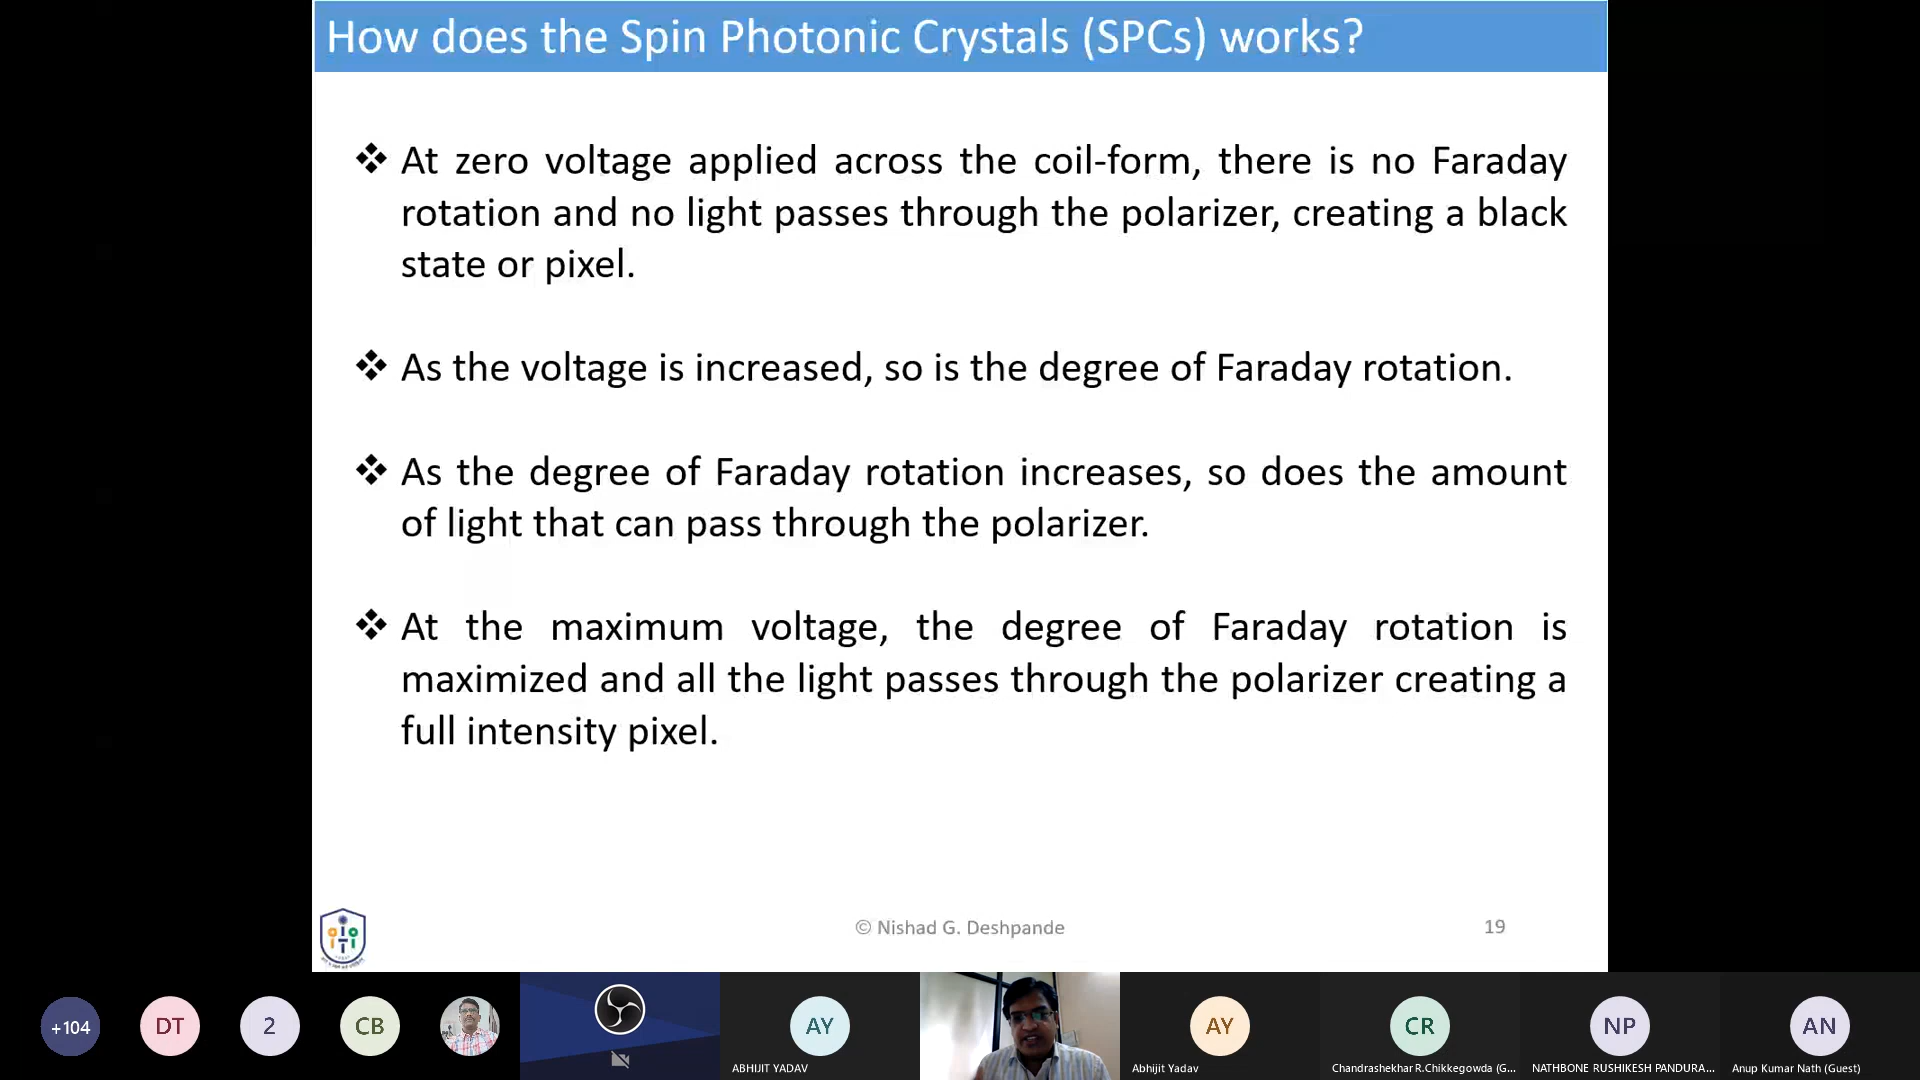 How does the Spin Photonic Crystals (SPCs) works?
❖ At zero voltage applied across the coil-form, there is no Faraday
rotation and no light passes through the polarizer, creating a black
state or pixel.
❖ As the voltage is increased, so is the degree of Faraday rotation.
❖ As the degree of Faraday rotation increases, so does the amount
of light that can pass through the polarizer.
❖ At the maximum voltage, the degree of Faraday rotation is
maximized and all the light passes through the polarizer creating a
full intensity pixel.
© Nishad G. Deshpande
19
+104
DT
2
CB
AY
ABHIJIT YADAV
AY
Abhijit Yadav
CR
Chandrashekhar R.Chikkegowda (G...
NP
NATHBONE RUSHIKESH PANDURA...
AN
Anup Kumar Nath (Guest)